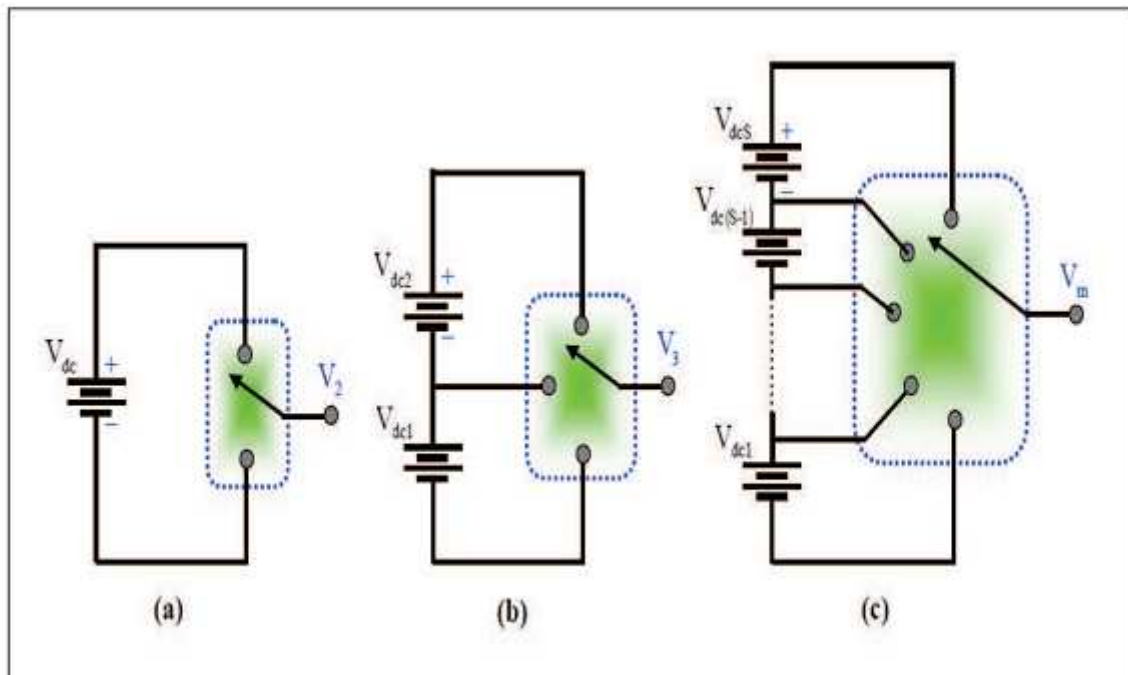 V_dc
+
−
V_2
(a)
V_dc2
+
−
V_dc1
V_3
(b)
V_dcS
+
−
V_dc(S-1)
V_dc1
V_m
(c)